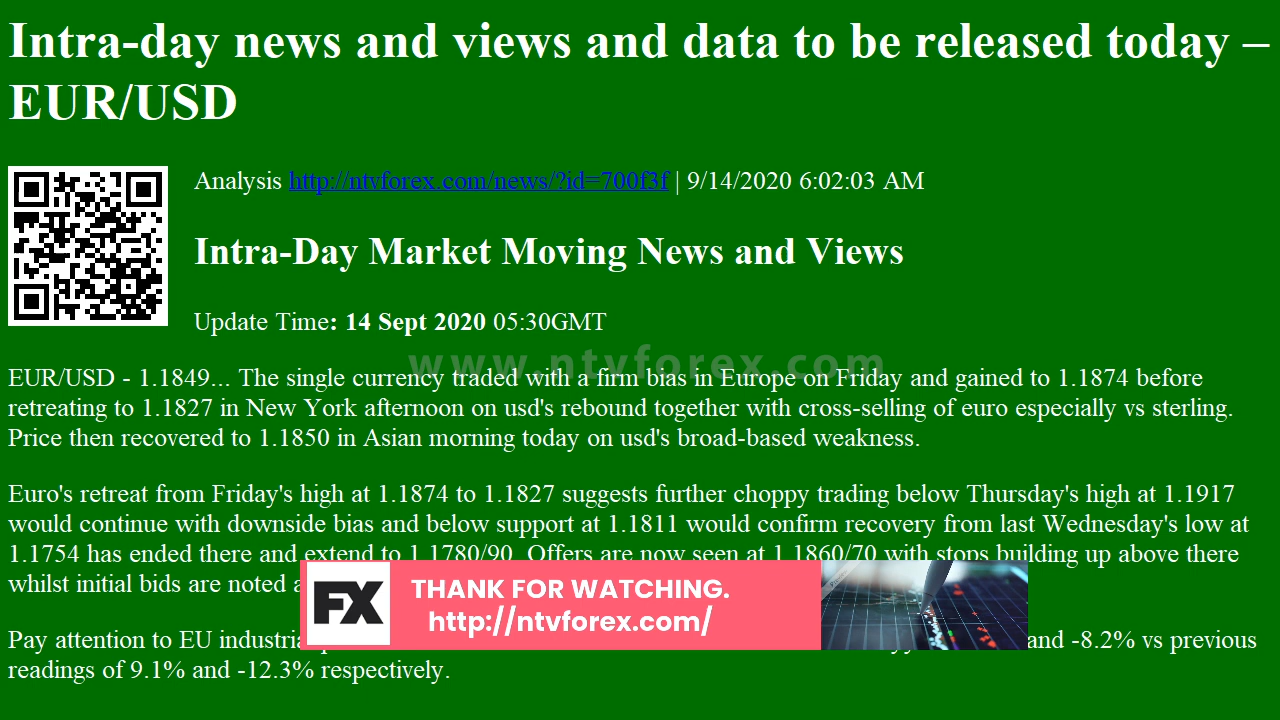 Intra-day news and views and data to be released today –
EUR/USD
Analysis http://ntvforex.com/news/?id=700f3f | 9/14/2020 6:02:03 AM
Intra-Day Market Moving News and Views
Update Time: 14 Sept 2020 05:30GMT
www.ntvforex.com
EUR/USD - 1.1849... The single currency traded with a firm bias in Europe on Friday and gained to 1.1874 before
retreating to 1.1827 in New York afternoon on usd's rebound together with cross-selling of euro especially vs sterling.
Price then recovered to 1.1850 in Asian morning today on usd's broad-based weakness.
Euro's retreat from Friday's high at 1.1874 to 1.1827 suggests further choppy trading below Thursday's high at 1.1917
would continue with downside bias and below support at 1.1811 would confirm recovery from last Wednesday's low at
1.1754 has ended there and extend to 1.1780/90. Offers are now seen at 1.1860/70 with stops building up above there
whilst initial bids are noted
FX
THANK FOR WATCHING.
http://ntvforex.com/
Pay attention to EU and -8.2% vs previous
readings of 9.1% and -12.3% respectively.